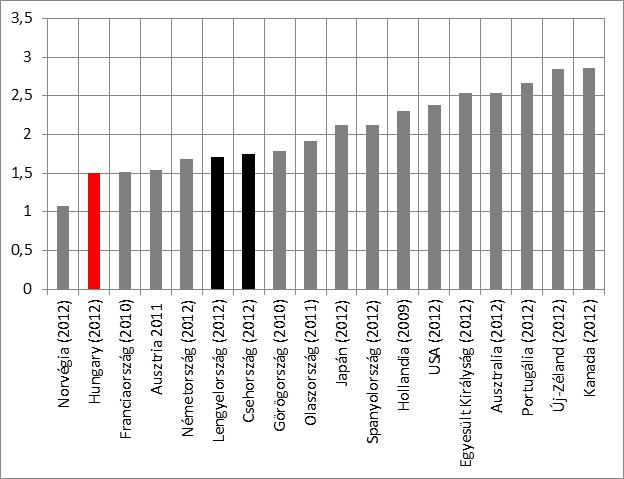 3,5
3
2,5
2
1,5
1
0,5
0
Norvégia (2012)
Hungary (2012)
Franciaország (2010)
Ausztria 2011
Németország (2012)
Lengyelország (2012)
Csehország (2012)
Görögország (2010)
Olaszország (2011)
Japán (2012)
Spanyolország (2012)
Hollandia (2009)
USA (2012)
Egyesült Királyság (2012)
Ausztralia (2012)
Portugália (2012)
Új-Zéland (2012)
Kanada (2012)